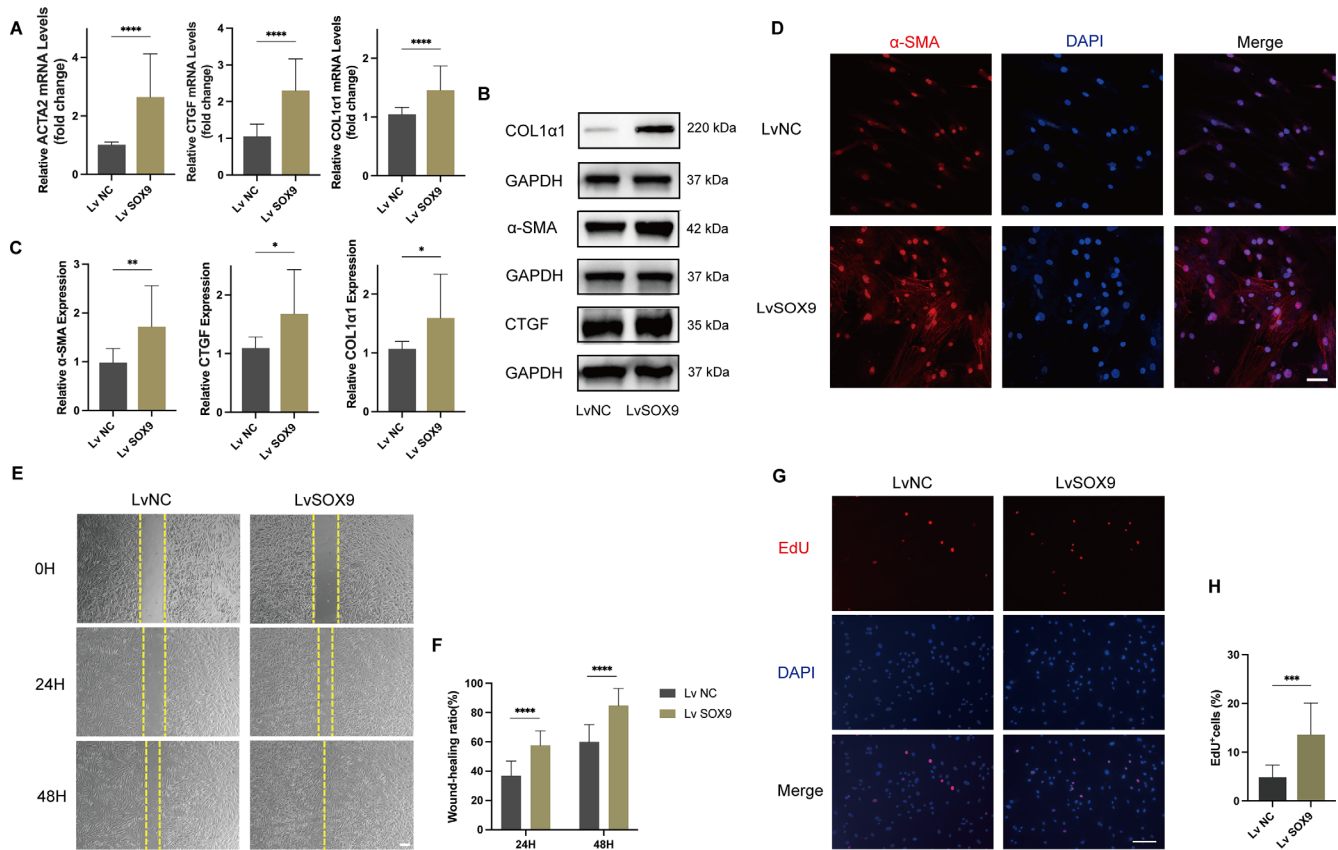 A
Relative ACTA2 mRNA Levels
(fold change)
6
4
2
0
****
Lv NC
Lv SOX9
Relative CTGF mRNA Levels
(fold change)
4
3
2
1
0
****
Lv NC
Lv SOX9
Relative COL1α1 mRNA Levels
(fold change)
2
1
0
****
Lv NC
Lv SOX9
B
COL1α1
220 kDa
GAPDH
37 kDa
α-SMA
42 kDa
GAPDH
37 kDa
CTGF
35 kDa
GAPDH
37 kDa
LvNC
LvSOX9
C
Relative α-SMA Expression
3
2
1
0
**
Lv NC
Lv SOX9
Relative CTGF Expression
2
1
0
*
Lv NC
Lv SOX9
Relative COL1α1 Expression
2
1
0
*
Lv NC
Lv SOX9
D
α-SMA
DAPI
Merge
LvNC
LvSOX9
E
LvNC
LvSOX9
0H
24H
48H
F
Wound-healing ratio(%)
100
80
60
40
20
0
****
****
24H
48H
Lv NC
Lv SOX9
G
LvNC
LvSOX9
EdU
DAPI
Merge
H
EdU⁺cells (%)
30
20
10
0
***
Lv NC
Lv SOX9